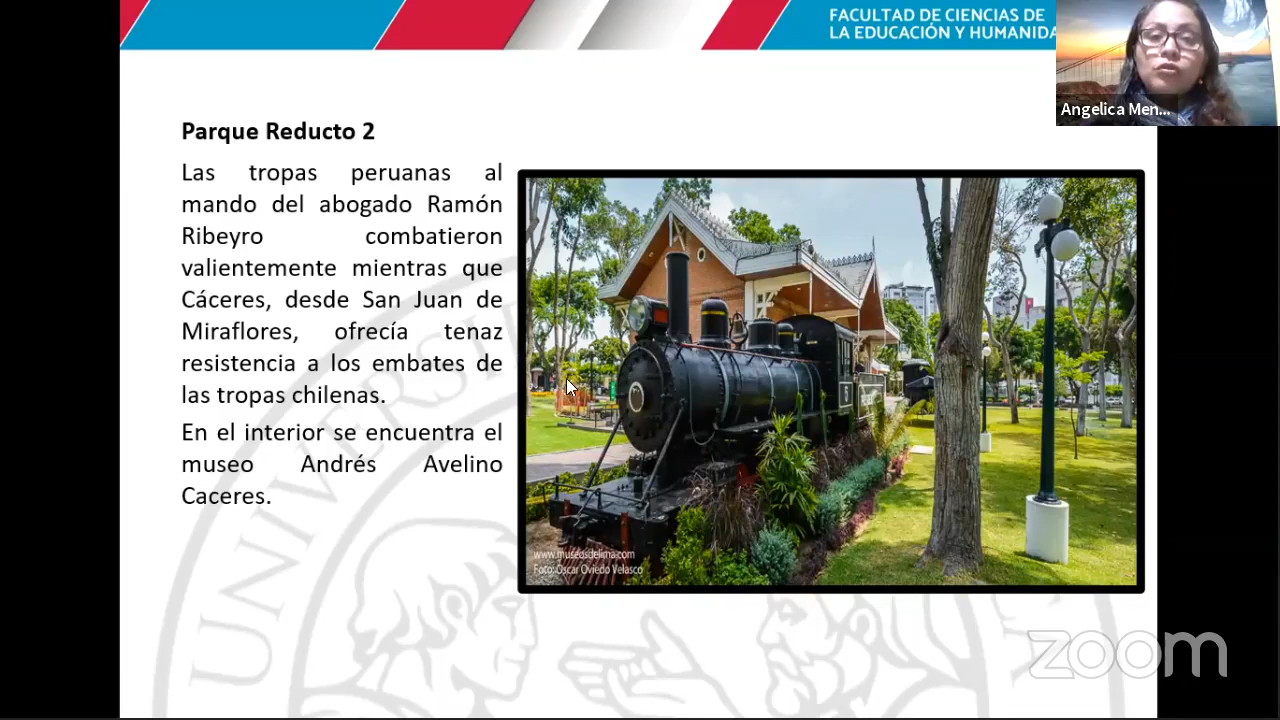 FACULTAD DE CIENCIAS DE
LA EDUCACIÓN Y HUMANIDA
Angelica Men...
Parque Reducto 2
Las tropas peruanas al
mando del abogado Ramón
Ribeyro combatieron
valientemente mientras que
Cáceres, desde San Juan de
Miraflores, ofrecía tenaz
resistencia a los embates de
las tropas chilenas.
En el interior se encuentra el
museo Andrés Avelino
Caceres.
www.museosdelima.com
Foto: Oscar Oviedo Velasco
UNIVERSI
zoom